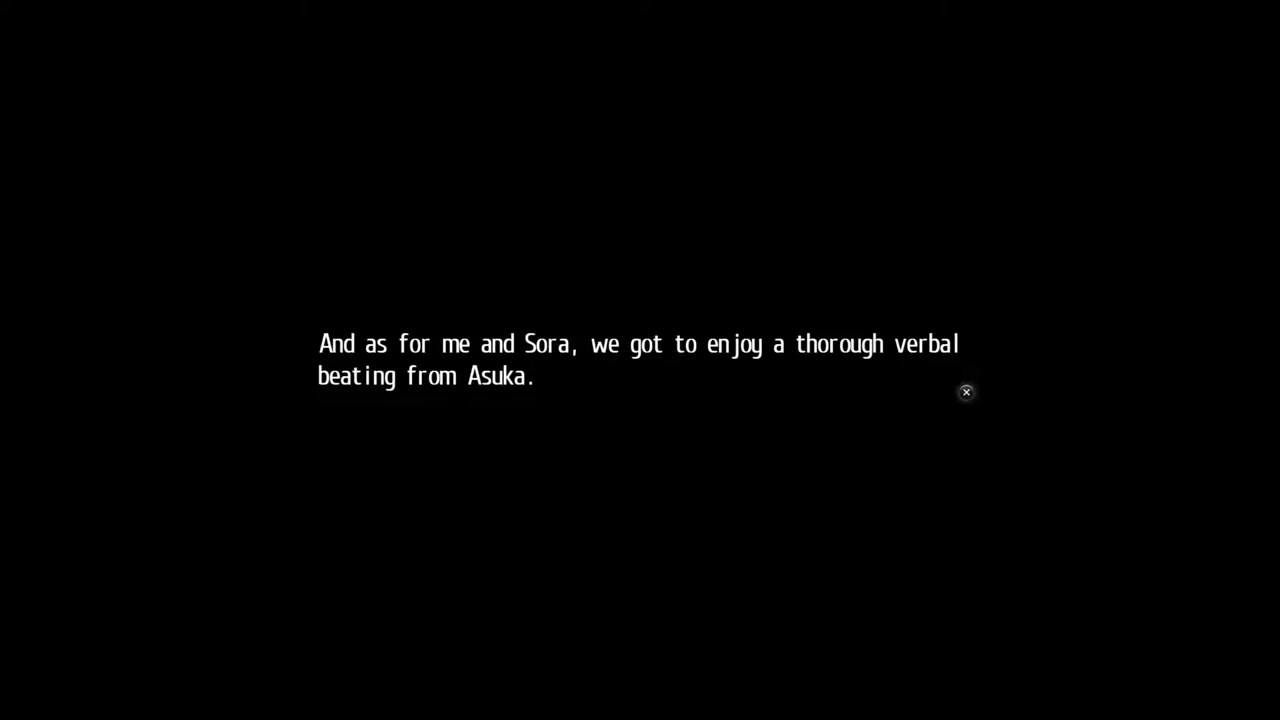 And as for me and Sora, we got to enjoy a thorough verbal
beating from Asuka.